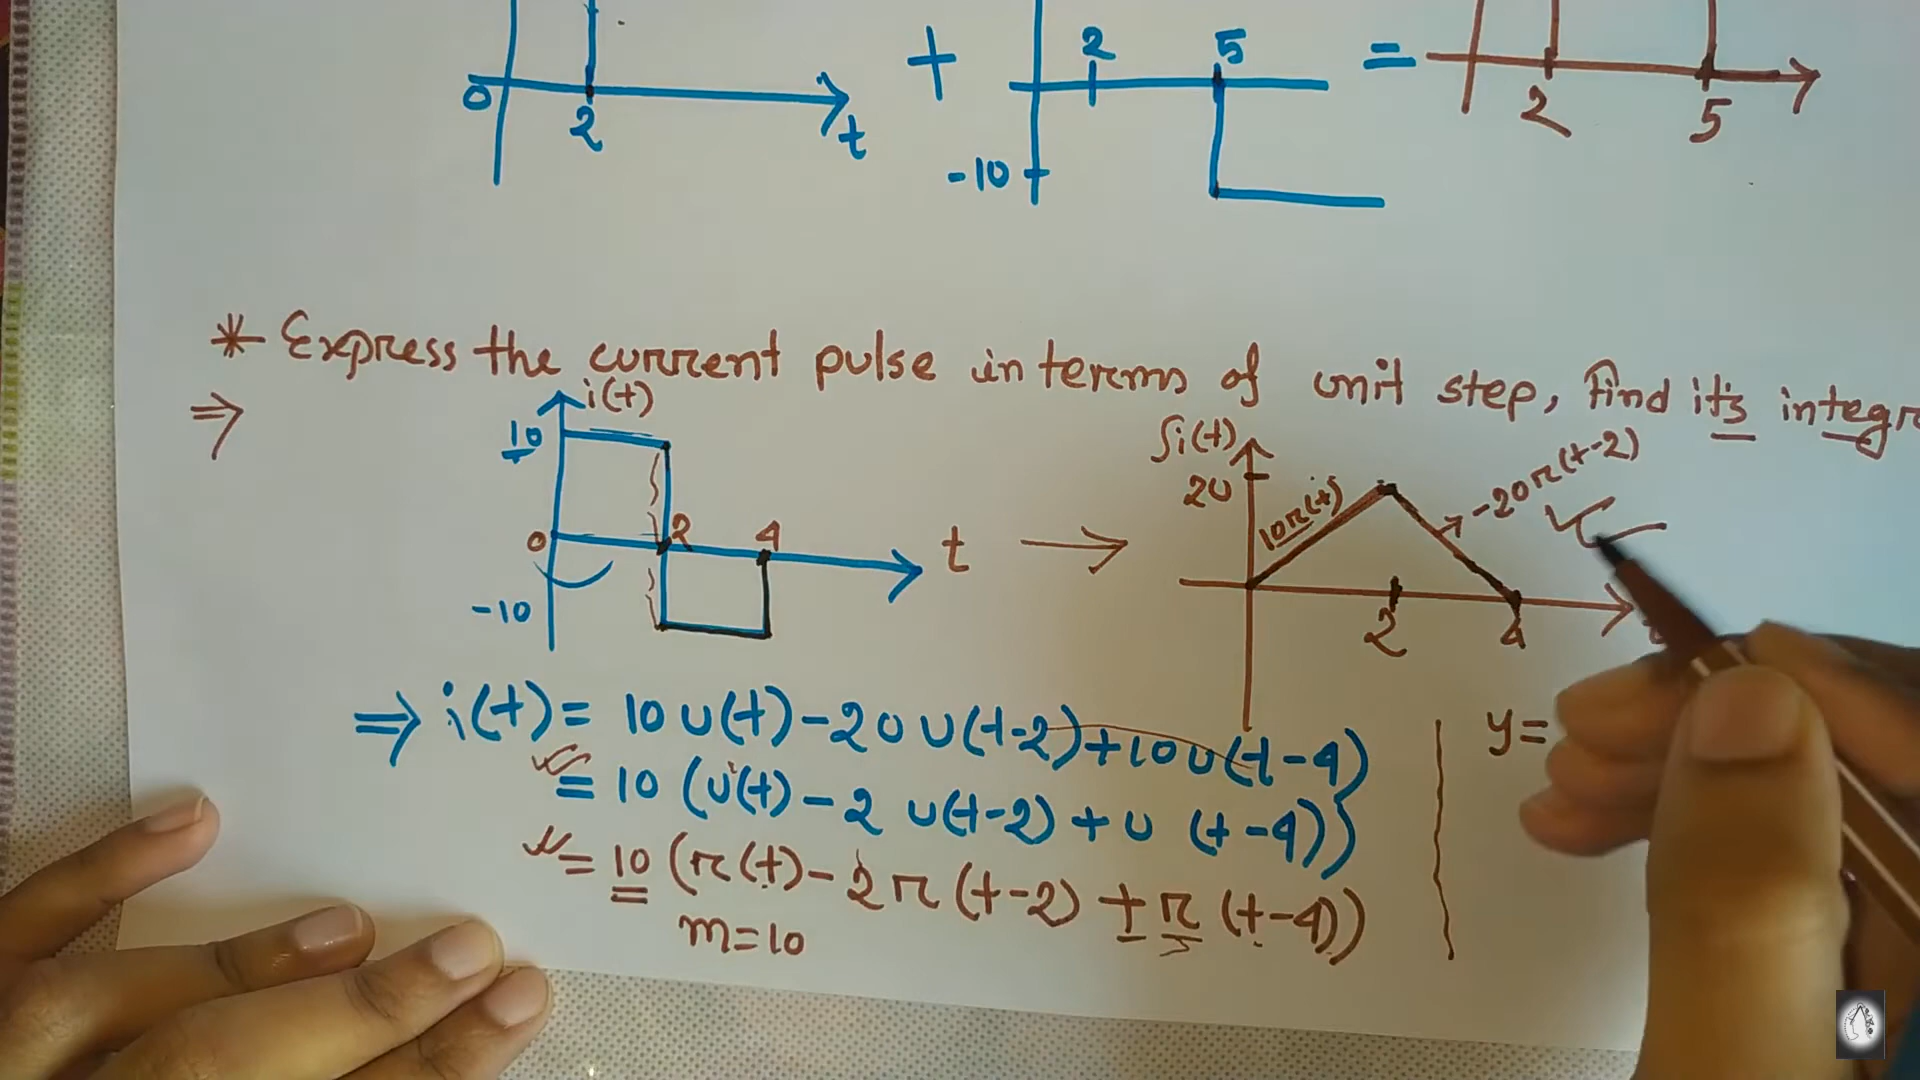 0
2
t
+
2
5
-10
=
2
5
* Express the current pulse in terms of unit step, find it's integr
⇒
i(t)
10
0
2
4
-10
t
→
∫i(t)
20
10r(t)
-20r(t-2)
2
4
⇒ i(t) = 10 u(t) - 20 u(t-2) + 10 u(t-4)
= 10 (u(t) - 2 u(t-2) + u (t-4))
= 10 (r(t) - 2 r (t-2) + r (t-4))
m=10
y=